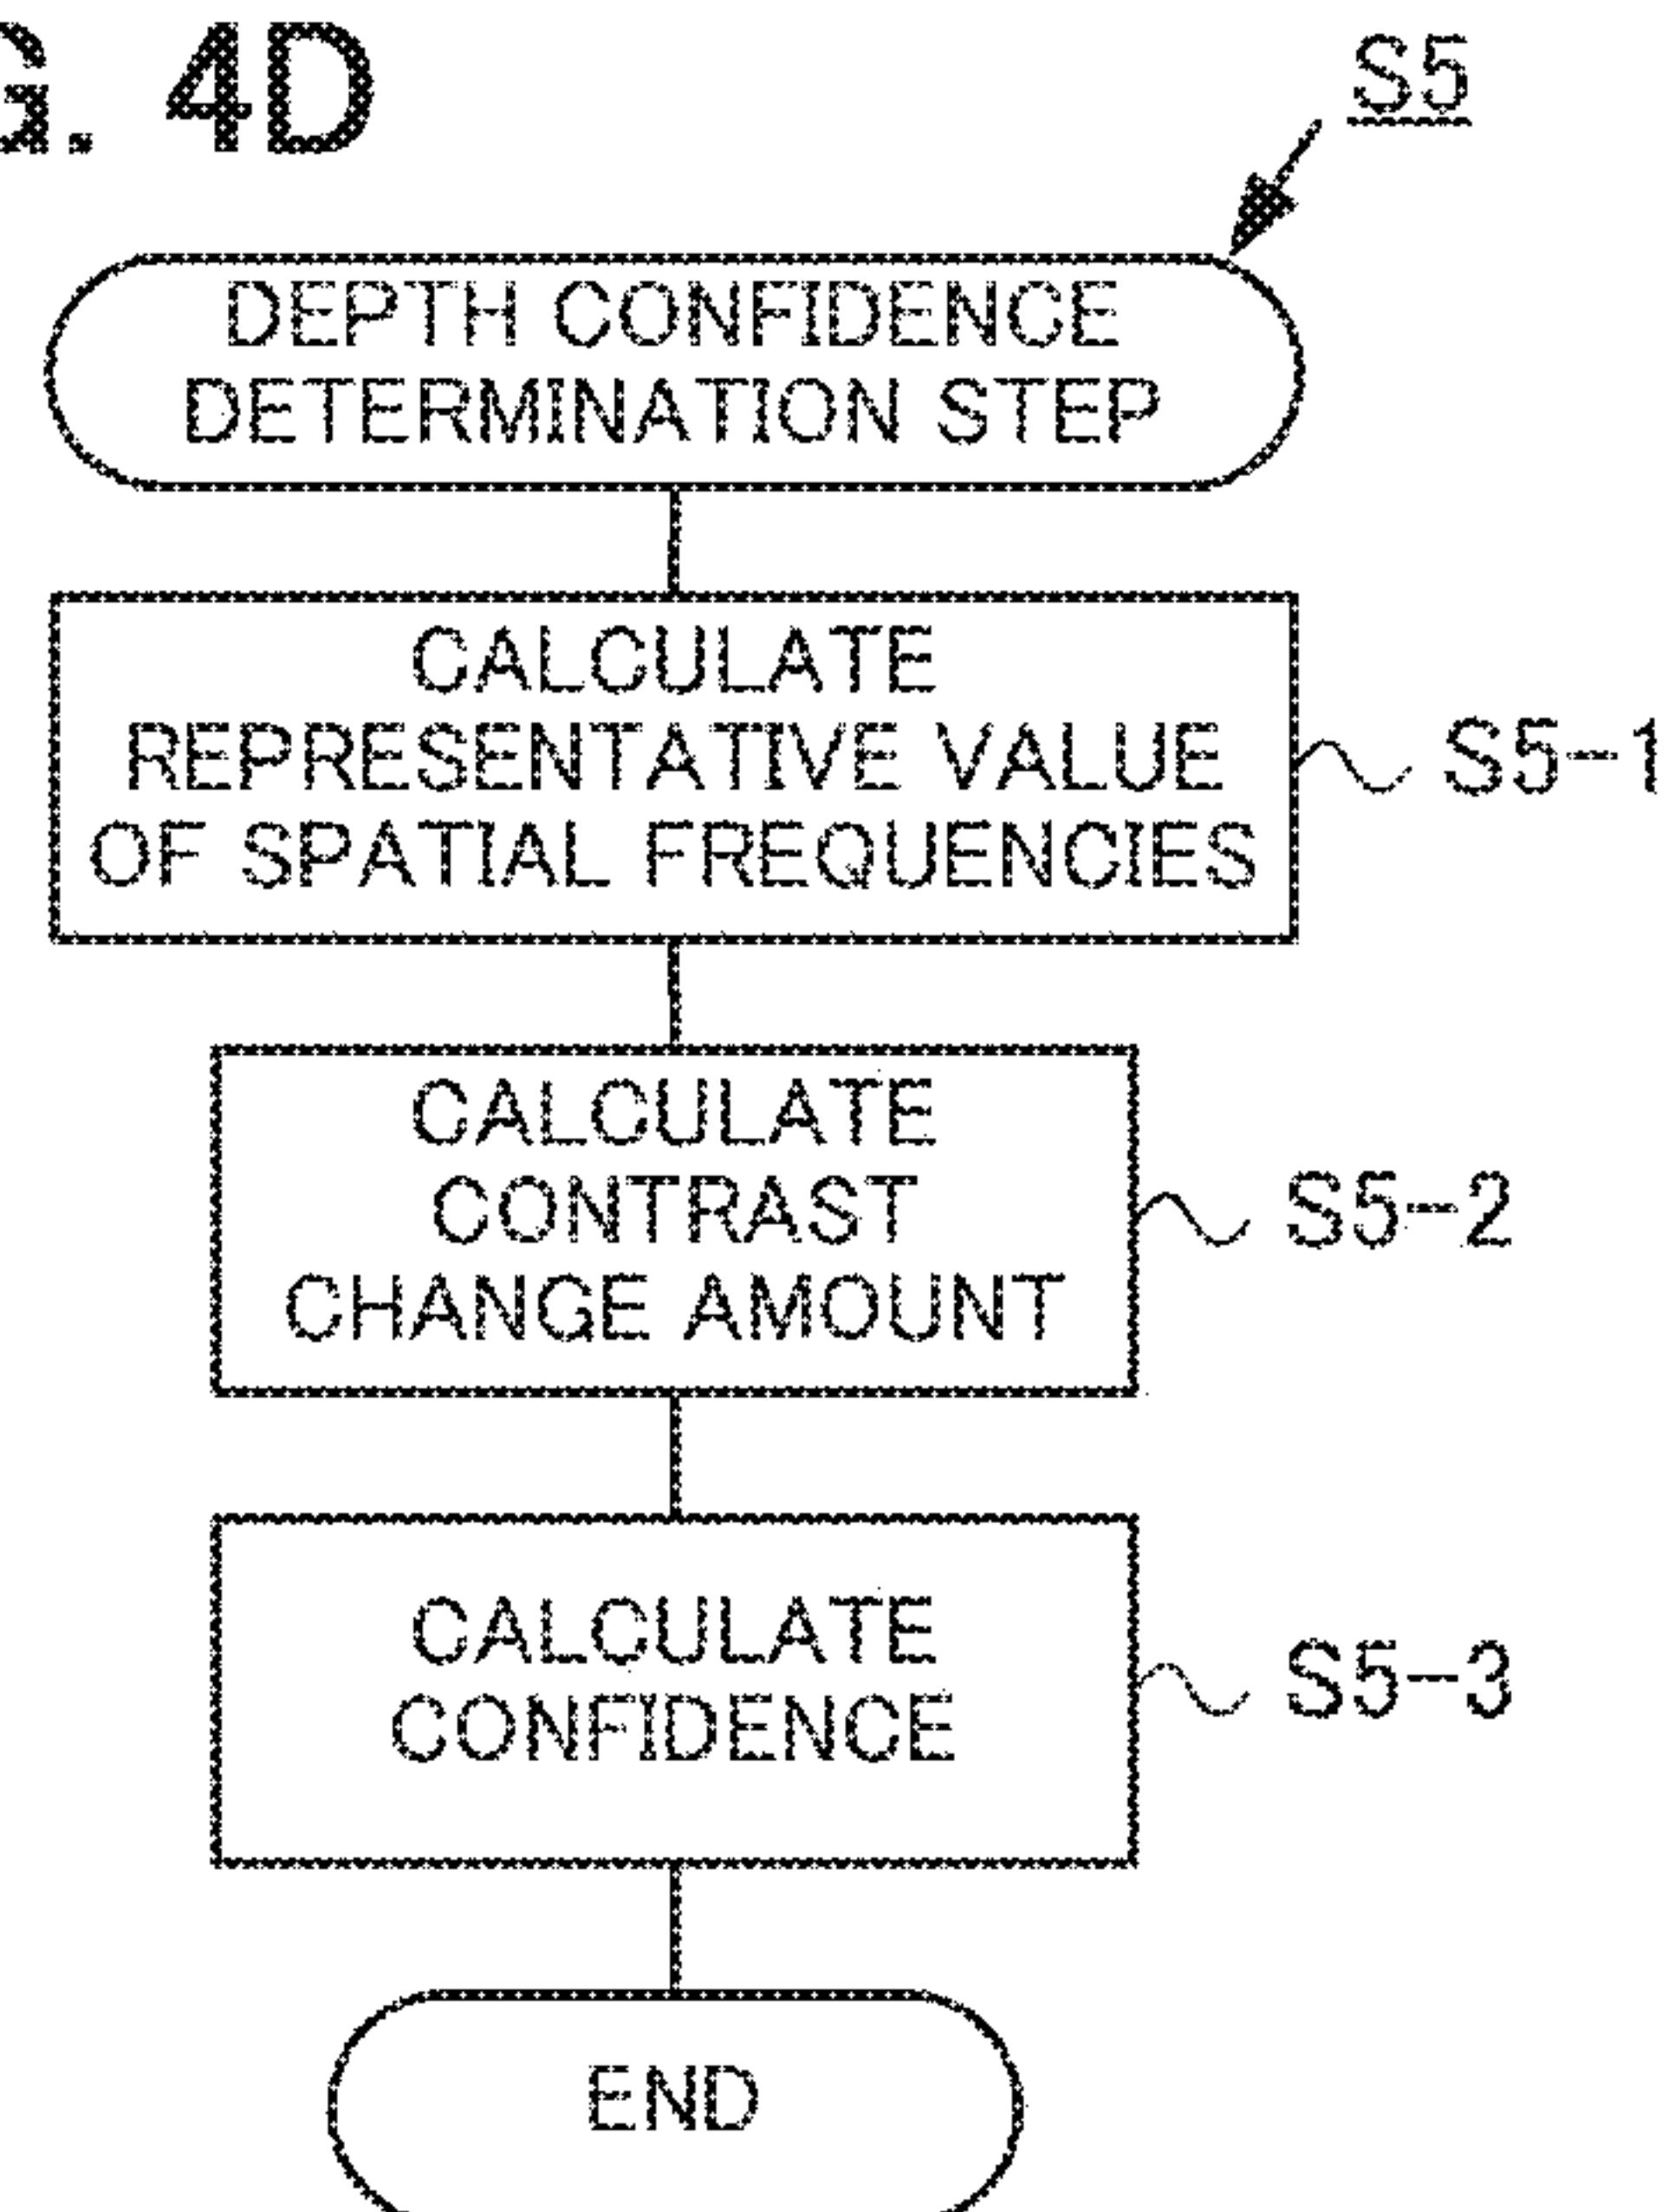 G. 4D
S5
DEPTH CONFIDENCE
DETERMINATION STEP
CALCULATE
REPRESENTATIVE VALUE
OF SPATIAL FREQUENCIES
S5-1
CALCULATE
CONTRAST
CHANGE AMOUNT
S5-2
CALCULATE
CONFIDENCE
S5-3
END